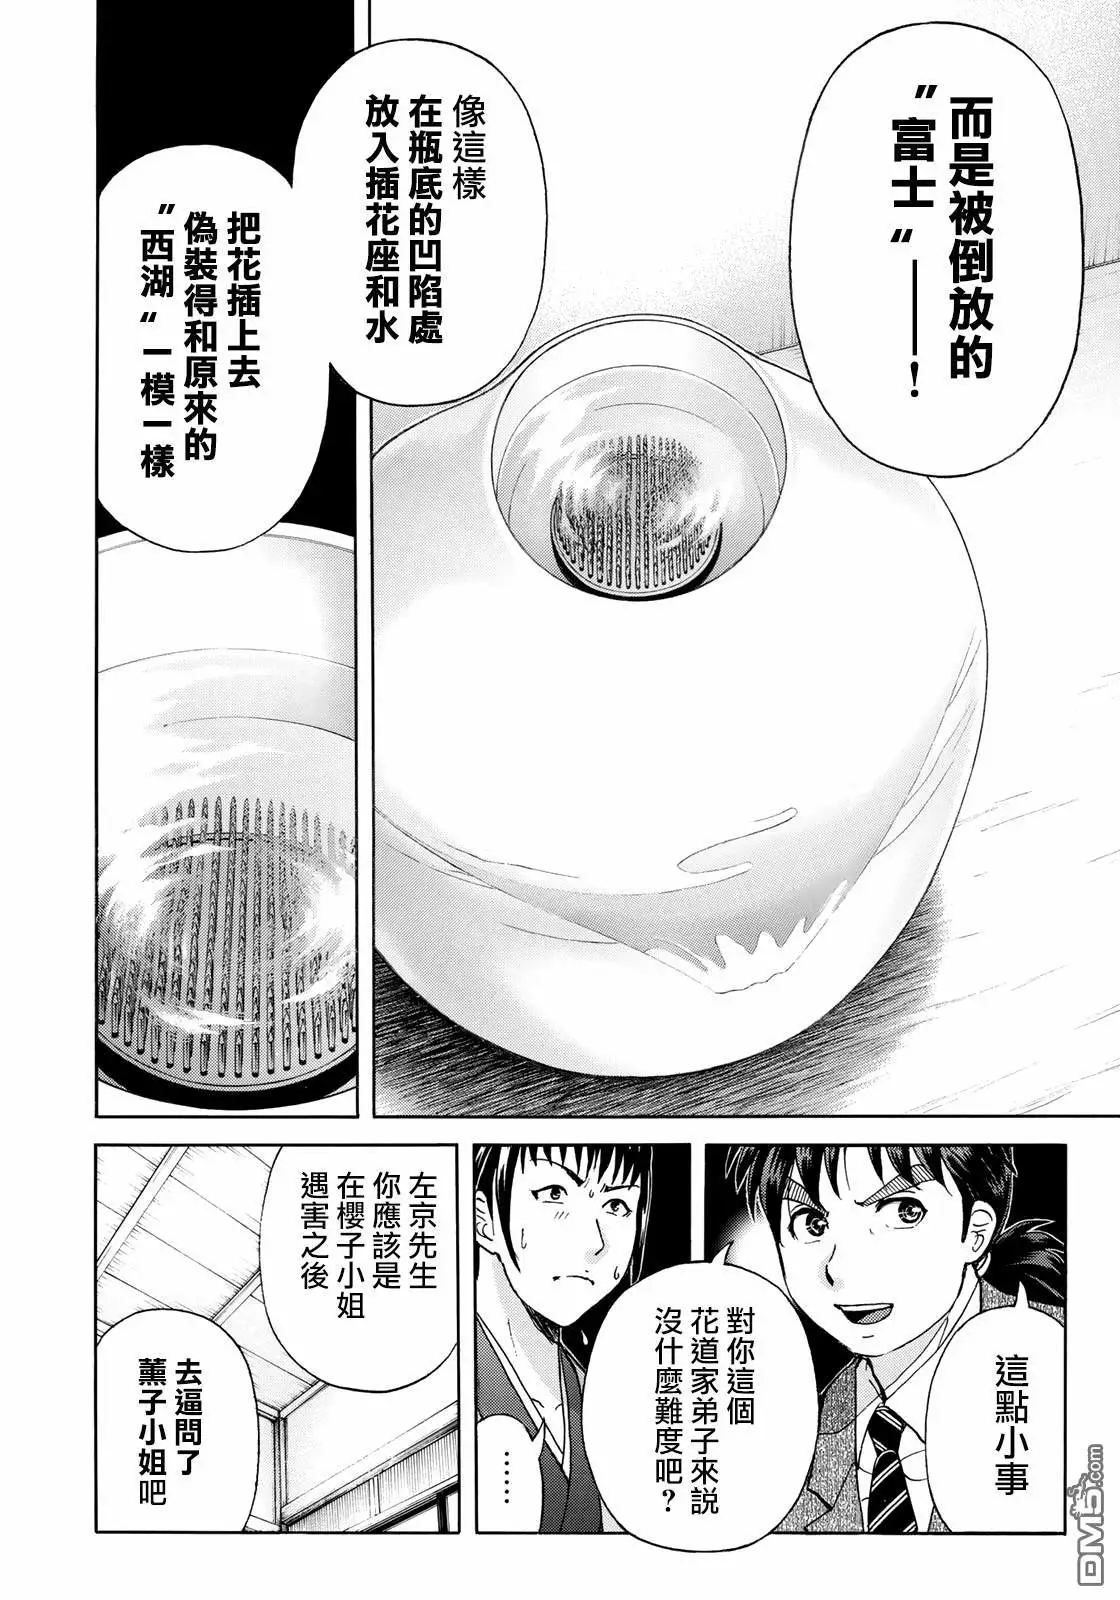 而是被倒放的
"富士"——!
像這樣
在瓶底的凹陷處
放入插花座和水
把花插上去
偽裝得和原來的
"西湖"一模一樣
這點小事
對你這個
花道家弟子來說
沒什麼難度吧?
……
左京先生
你應該是
在櫻子小姐
遇害之後
去逼問了
薰子小姐吧
DM5.com